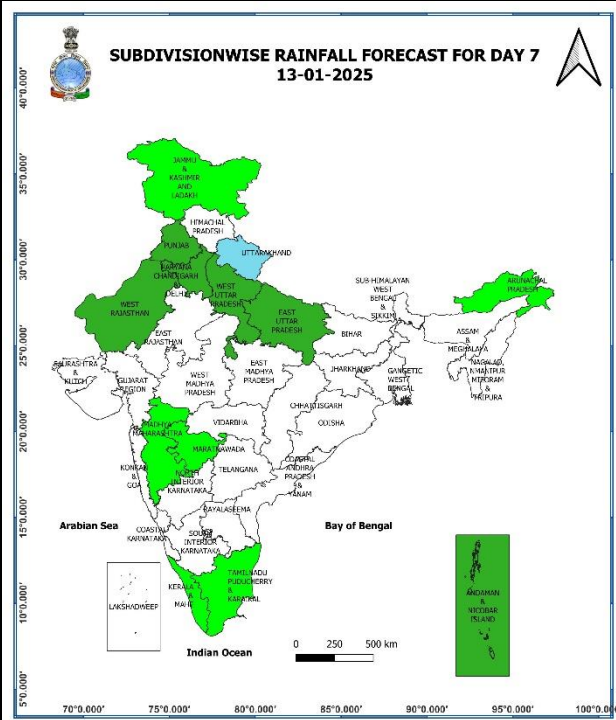 SUBDIVISIONWISE RAINFALL FORECAST FOR DAY 7
13-01-2025
40°0.000'
35°0.000'
30°0.000'
25°0.000'
20°0.000'
15°0.000'
10°0.000'
5°0.000'
JAMMU
&
KASHMIR
AND
LADAKH
HIMACHAL
PRADESH
PUNJAB
UTTARAKHAND
HARYANA
CHANDIGARH
&
DELHI
WEST
UTTAR
PRADESH
EAST
UTTAR
PRADESH
WEST
RAJASTHAN
EAST
RAJASTHAN
SUB-HIMALAYAN
WEST
BENGAL
&
SIKKIM
ARUNACHAL
PRADESH
ASSAM
&
MEGHALAYA
BIHAR
&
MIZORAM
&
TRIPURA
SAURASHTRA
&
KUTCH
GUJARAT
REGION
WEST
MADHYA
PRADESH
EAST
MADHYA
PRADESH
JHARKHAND
GANGETIC
WEST
BENGAL
CHHATTISGARH
ODISHA
MADHYA
MAHARASHTRA
VIDARBHA
MARATHWADA
KONKAN
&
GOA
NORTH
INTERIOR
KARNATAKA
TELANGANA
COASTAL
ANDHRA
PRADESH
&
YANAM
RAYALASEEMA
Arabian Sea
Bay of Bengal
COASTAL
KARNATAKA
SOUTH
INTERIOR
KARNATAKA
TAMILNADU
PUDUCHERRY
&
KARAIKAL
KERALA
&
MAHE
LAKSHADWEEP
ANDAMAN
&
NICOBAR
ISLAND
Indian Ocean
0 250 500 km
70°0.000' 75°0.000' 80°0.000' 85°0.000' 90°0.000' 95°0.000' 100°0.000'